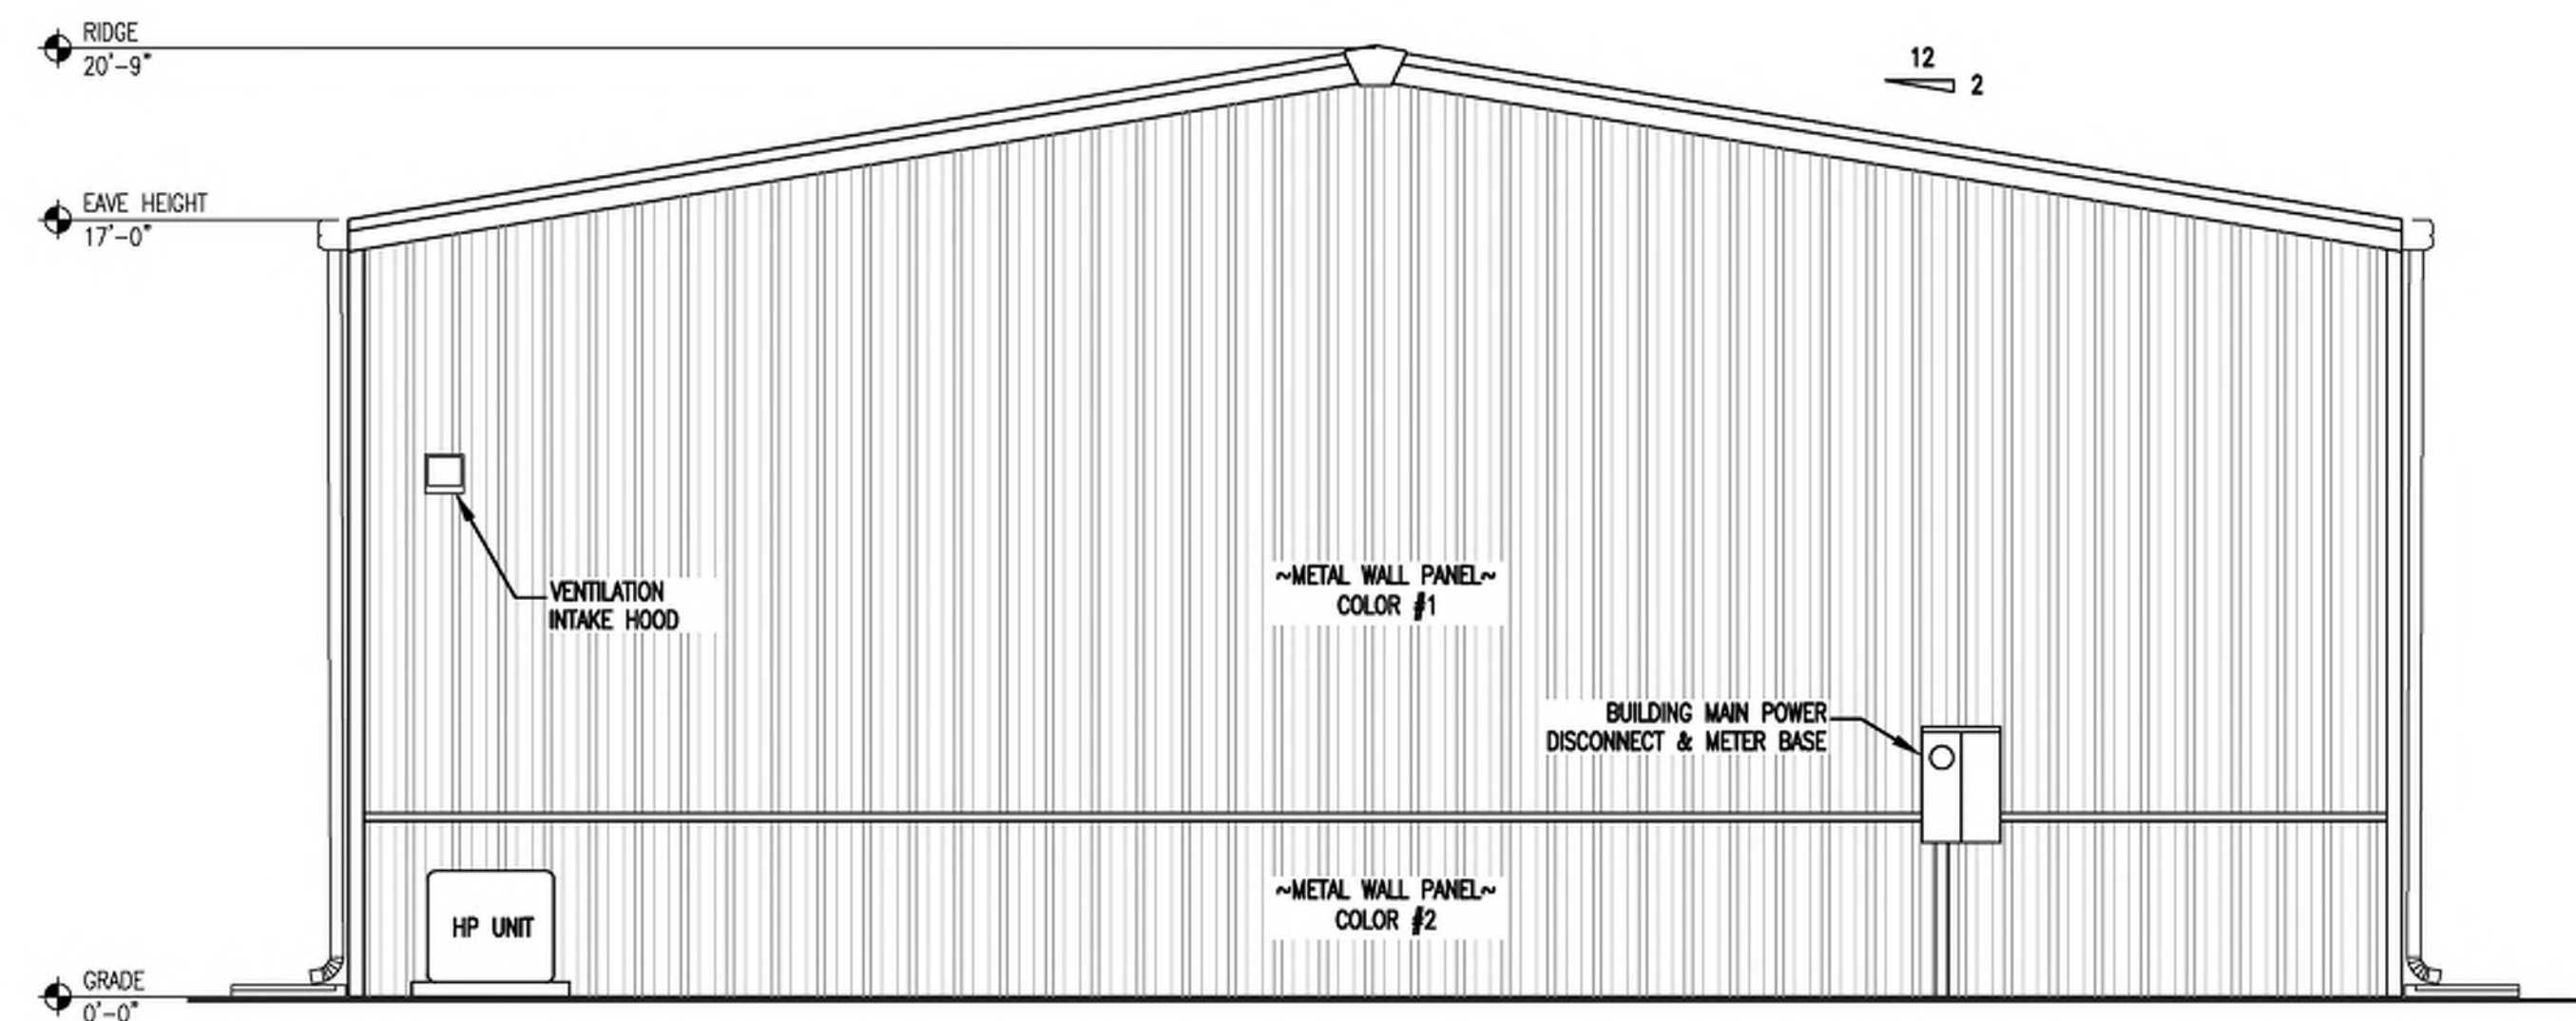 RIDGE
20'-9"
12
2
EAVE HEIGHT
17'-0"
VENTILATION
INTAKE HOOD
~METAL WALL PANEL~
COLOR #1
BUILDING MAIN POWER
DISCONNECT & METER BASE
~METAL WALL PANEL~
COLOR #2
HP UNIT
GRADE
0'-0"